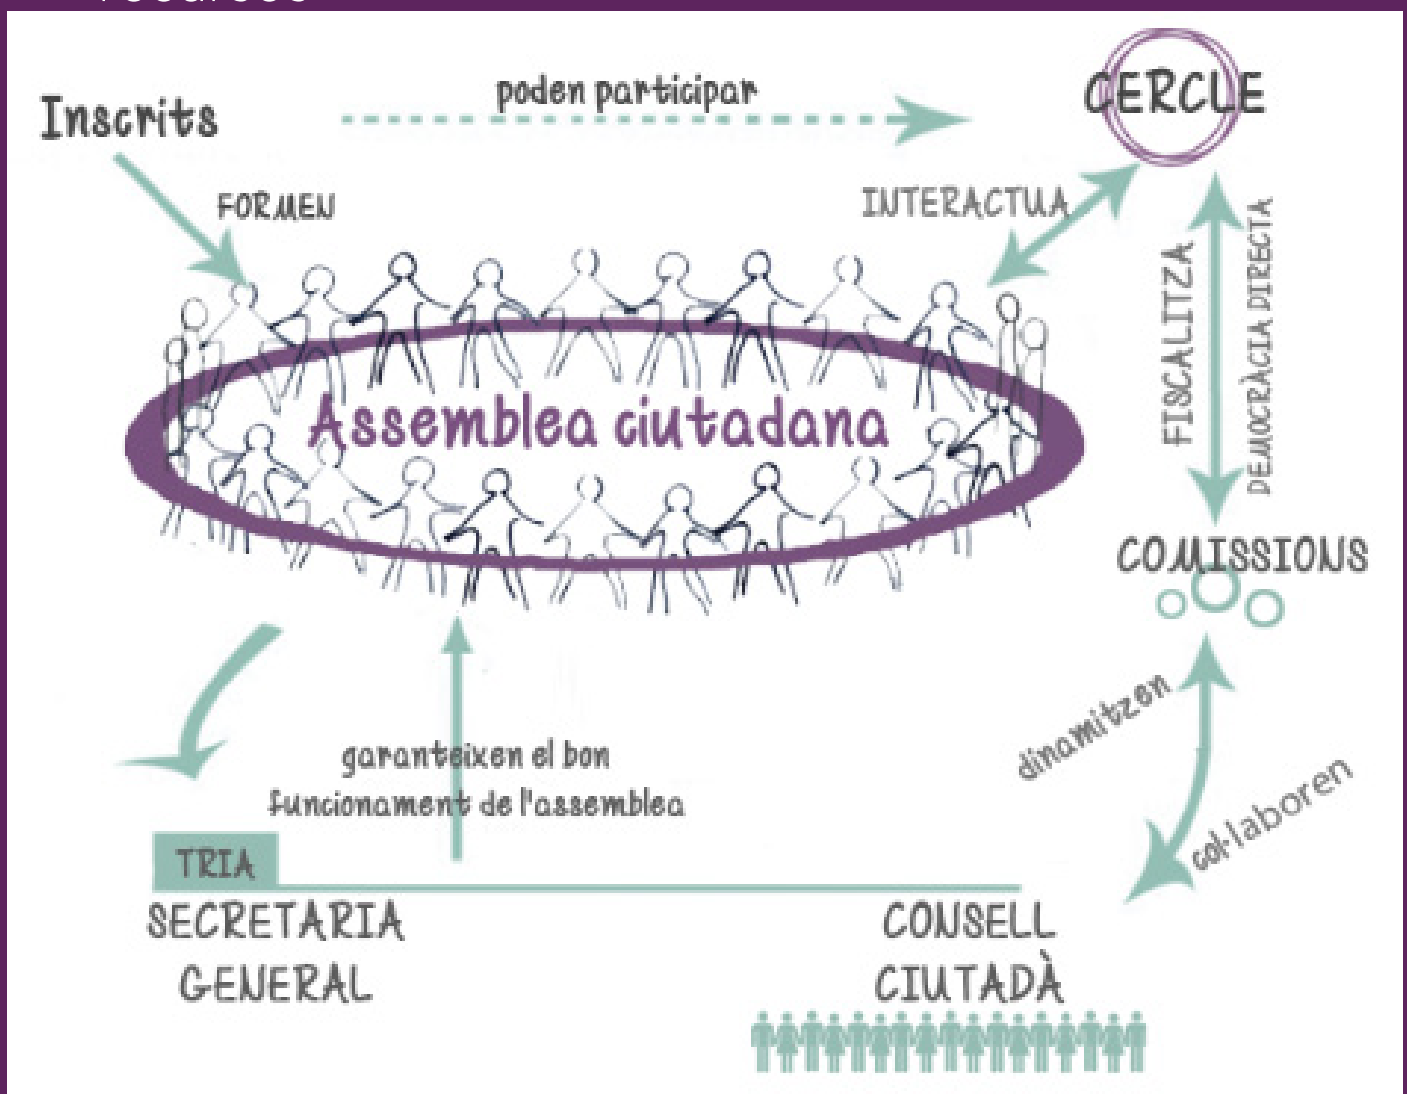 Inscrits
poden participar
CERCLE
FORMEN
INTERACTUA
FISCALITZA
DEMOCRÀCIA DIRECTA
Assemblea ciutadana
COMISSIONS
dinamitzen
col·laboren
garanteixen el bon
funcionament de l'assemblea
TRIA
SECRETARIA
GENERAL
CONSELL
CIUTADÀ